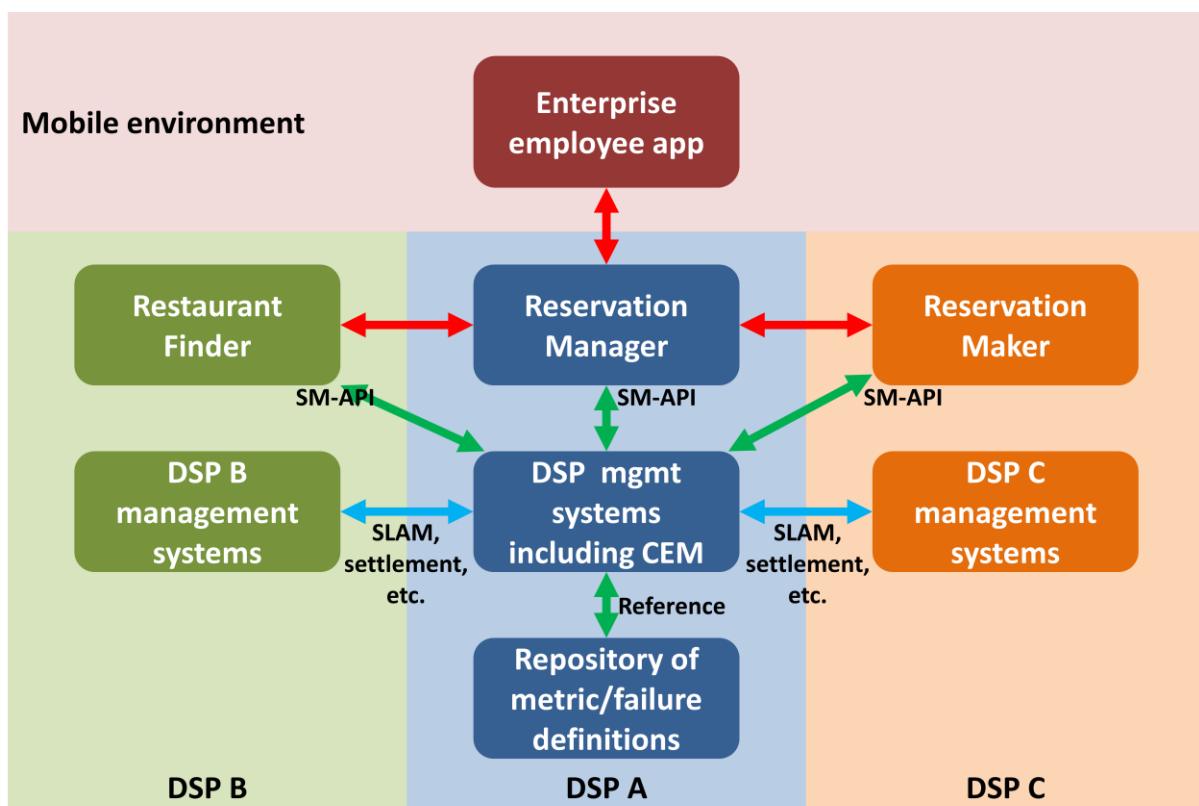 Mobile environment
Enterprise
employee app
Restaurant
Finder
Reservation
Manager
Reservation
Maker
SM-API
SM-API
SM-API
DSP B
management
systems
DSP mgmt
systems
including CEM
DSP C
management
systems
SLAM,
settlement,
etc.
SLAM,
settlement,
etc.
Reference
Repository of
metric/failure
definitions
DSP B
DSP A
DSP C